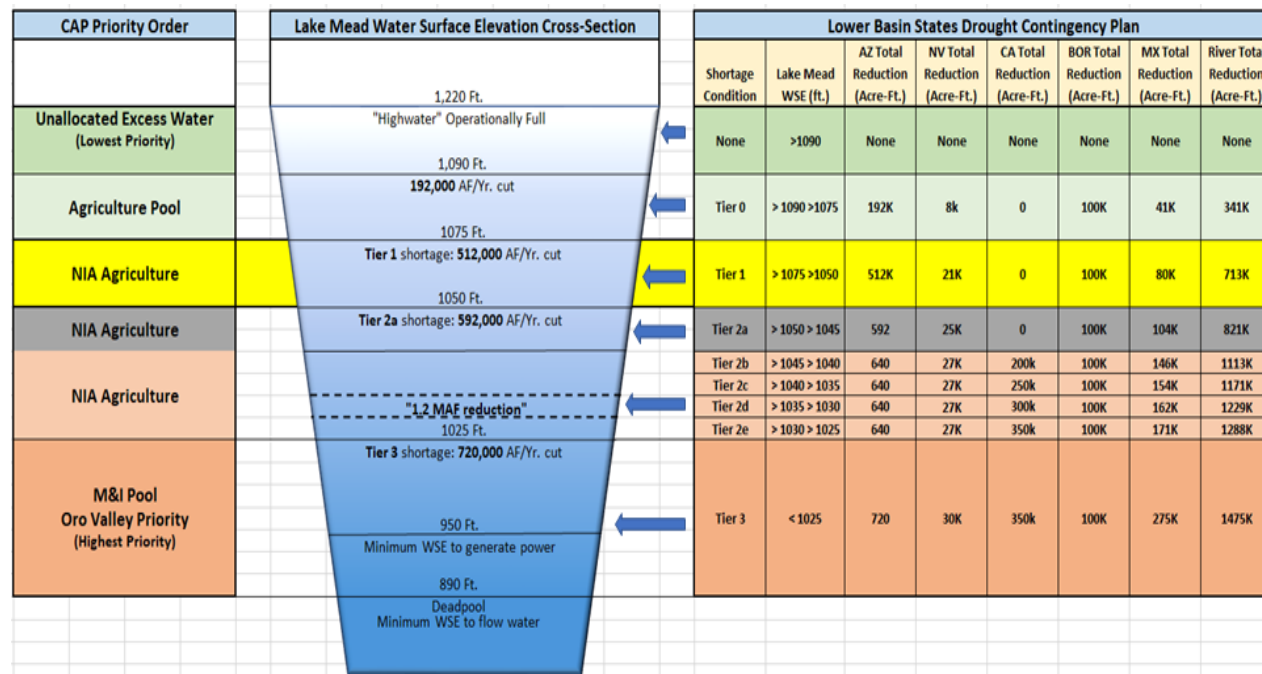 CAP Priority Order
Unallocated Excess Water
(Lowest Priority)
Agriculture Pool
NIA Agriculture
NIA Agriculture
NIA Agriculture
M&I Pool
Oro Valley Priority
(Highest Priority)
Lake Mead Water Surface Elevation Cross-Section
1,220 Ft.
"Highwater" Operationally Full
1,090 Ft.
192,000 AF/Yr. cut
1075 Ft.
Tier 1 shortage: 512,000 AF/Yr. cut
1050 Ft.
Tier 2a shortage: 592,000 AF/Yr. cut
"1.2 MAF reduction"
1025 Ft.
Tier 3 shortage: 720,000 AF/Yr. cut
950 Ft.
Minimum WSE to generate power
890 Ft.
Deadpool
Minimum WSE to flow water
Lower Basin States Drought Contingency Plan
AZ Total NV Total CA Total BOR Total MX Total River Tota
Shortage Lake Mead Reduction Reduction Reduction Reduction Reduction Reduction
Condition WSE (ft.) (Acre-Ft.) (Acre-Ft.) (Acre-Ft.) (Acre-Ft.) (Acre-Ft.) (Acre-Ft.)
None >1090 None None None None None None
Tier 0 > 1090 >1075 192K 8k 0 100K 41K 341K
Tier 1 > 1075 >1050 512K 21K 0 100K 80K 713K
Tier 2a > 1050 > 1045 592 25K 0 100K 104K 821K
Tier 2b > 1045 > 1040 640 27K 200k 100K 146K 1113K
Tier 2c > 1040 > 1035 640 27K 250k 100K 154K 1171K
Tier 2d > 1035 > 1030 640 27K 300k 100K 162K 1229K
Tier 2e > 1030 > 1025 640 27K 350k 100K 171K 1288K
Tier 3 < 1025 720 30K 350k 100K 275K 1475K